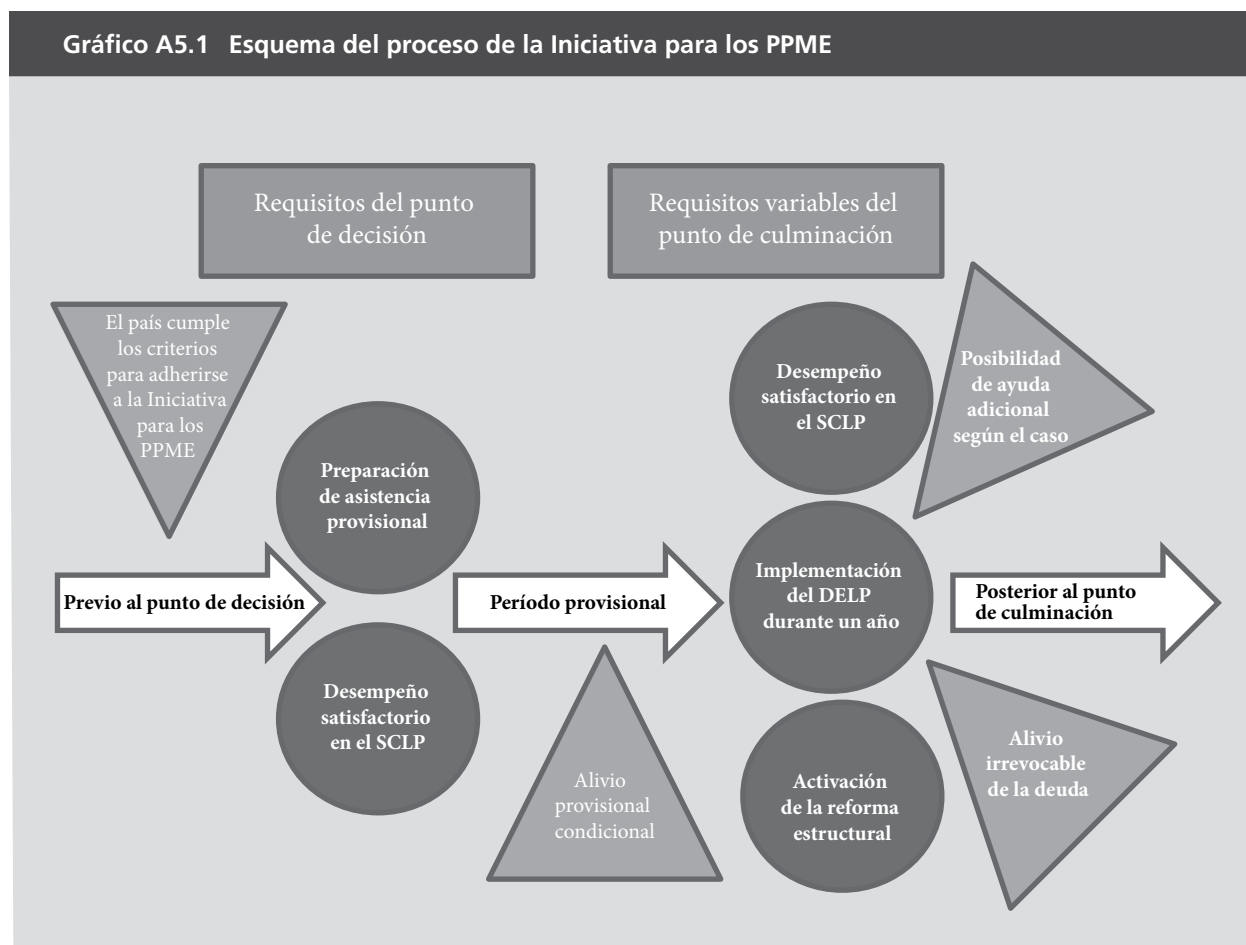 Gráfico A5.1 Esquema del proceso de la Iniciativa para los PPME
Requisitos del punto
de decisión
Requisitos variables del
punto de culminación
El país cumple
los criterios
para adherirse
a la Iniciativa
para los
PPME
Preparación
de asistencia
provisional
Desempeño
satisfactorio en
el SCLP
Posibilidad
de ayuda
adicional
según el caso
Previo al punto de decisión
Período provisional
Implementación
del DELP
durante un año
Posterior al punto
de culminación
Desempeño
satisfactorio
en el SCLP
Alivio
provisional
condicional
Activación
de la reforma
estructural
Alivio
irrevocable
de la deuda